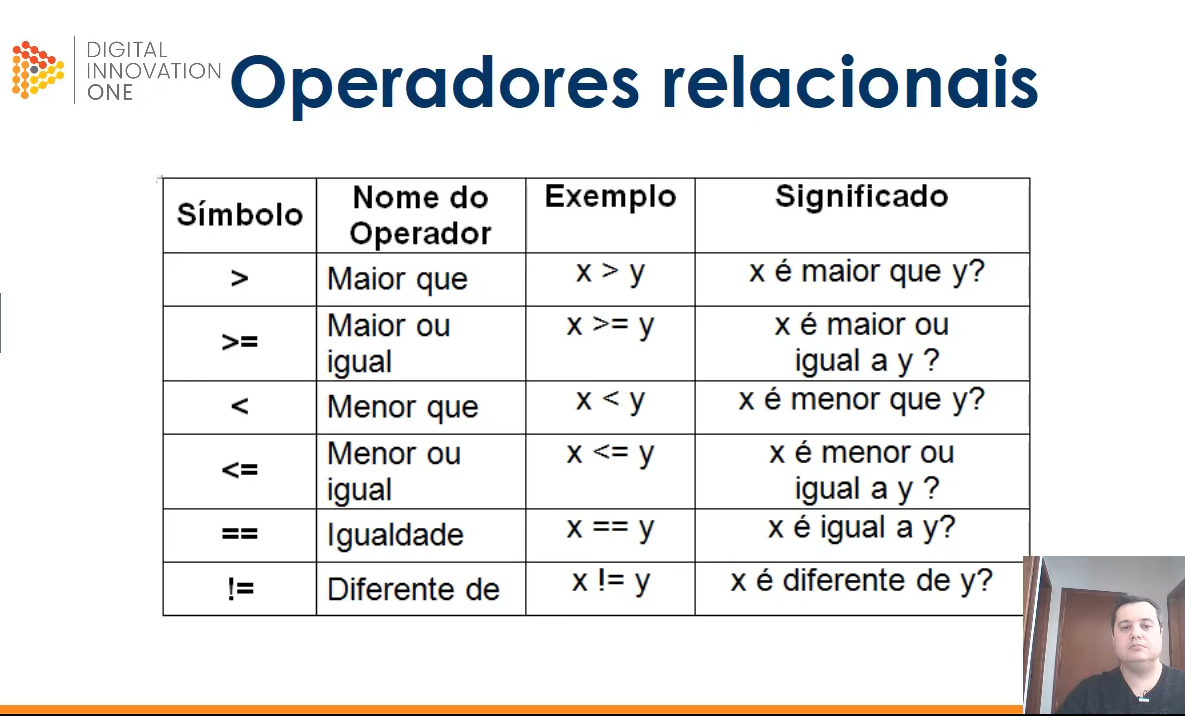 DIGITAL
INNOVATION
ONE
Operadores relacionais
Símbolo
Nome do
Operador
Exemplo
Significado
>
Maior que
x > y
x é maior que y?
>=
Maior ou
igual
x >= y
x é maior ou
igual a y ?
<
Menor que
x < y
x é menor que y?
<=
Menor ou
igual
x <= y
x é menor ou
igual a y ?
==
Igualdade
x == y
x é igual a y?
!=
Diferente de
x != y
x é diferente de y?